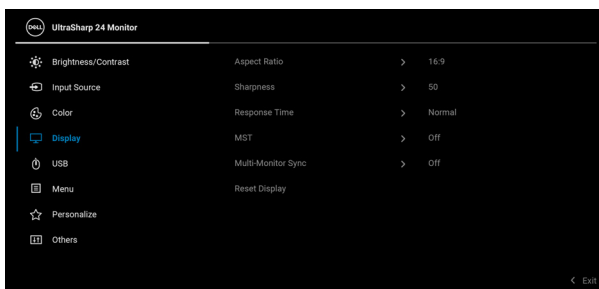 DELL UltraSharp 24 Monitor
Brightness/Contrast Aspect Ratio > 16:9
Input Source Sharpness > 50
Color Response Time > Normal
Display MST > Off
USB Multi-Monitor Sync > Off
Menu Reset Display
Personalize
Others
< Exit